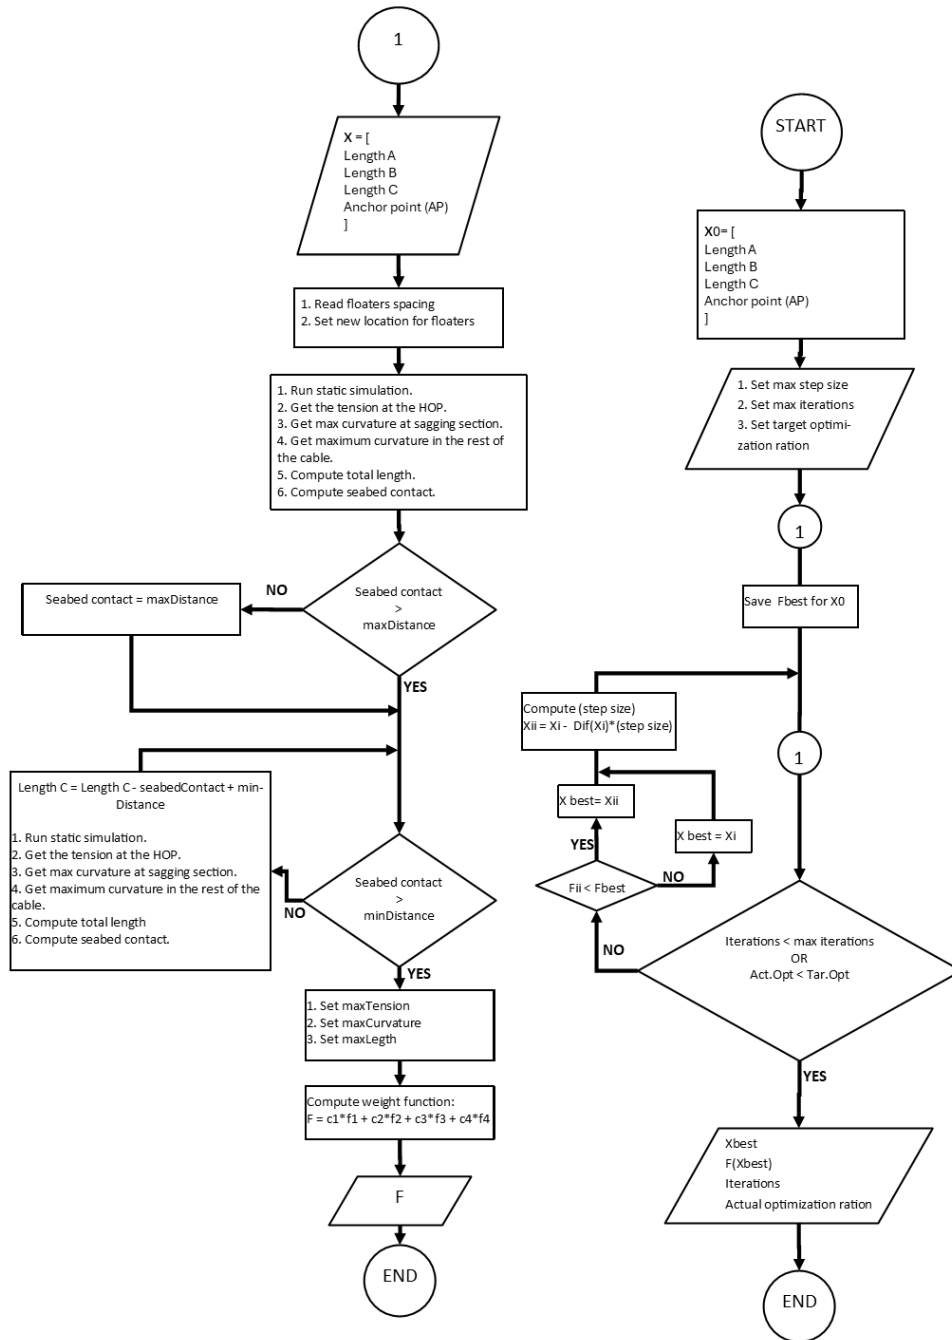 1
X = [
Length A
Length B
Length C
Anchor point (AP)
]
1. Read floaters spacing
2. Set new location for floaters
1. Run static simulation.
2. Get the tension at the HOP.
3. Get max curvature at sagging section.
4. Get maximum curvature in the rest of
the cable.
5. Compute total length.
6. Compute seabed contact.
Seabed contact
>
maxDistance
NO
Seabed contact = maxDistance
YES
Length C = Length C - seabedContact + min-
Distance
1. Run static simulation.
2. Get the tension at the HOP.
3. Get max curvature at sagging section.
4. Get maximum curvature in the rest of the
cable.
5. Compute total length
6. Compute seabed contact.
Seabed contact
>
minDistance
NO
YES
1. Set maxTension
2. Set maxCurvature
3. Set maxLegth
Compute weight function:
F = c1*f1 + c2*f2 + c3*f3 + c4*f4
F
END
START
X0= [
Length A
Length B
Length C
Anchor point (AP)
]
1. Set max step size
2. Set max iterations
3. Set target optimi-
zation ration
1
Save Fbest for X0
Compute (step size)
Xii = Xi - Dif(Xi)*(step size)
1
X best= Xii
X best = Xi
YES
Fii < Fbest
NO
NO
Iterations < max iterations
OR
Act.Opt < Tar.Opt
YES
Xbest
F(Xbest)
Iterations
Actual optimization ration
END